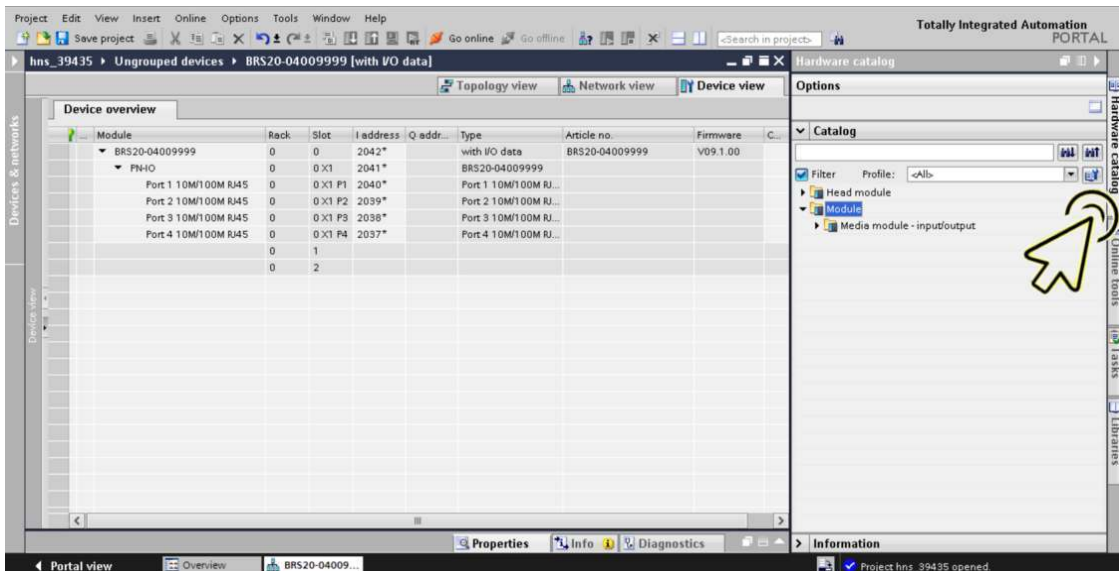 Project Edit View Insert Online Options Tools Window Help
Totally Integrated Automation
PORTAL
Save project Go online Go offline <Search in project>
hns_39435 ▸ Ungrouped devices ▸ BRS20-04009999 [with I/O data]
Hardware catalog
Topology view Network view Device view
Options
Device overview
Module Rack Slot I address Q addr... Type Article no. Firmware C...
BRS20-04009999 0 0 2042* with I/O data BRS20-04009999 V09.1.00
PN-IO 0 0 X1 2041* BRS20-04009999
Port 1 10M/100M RJ45 0 0 X1 P1 2040* Port 1 10M/100M RJ...
Port 2 10M/100M RJ45 0 0 X1 P2 2039* Port 2 10M/100M RJ...
Port 3 10M/100M RJ45 0 0 X1 P3 2038* Port 3 10M/100M RJ...
Port 4 10M/100M RJ45 0 0 X1 P4 2037* Port 4 10M/100M RJ...
0 1
0 2
Catalog
Filter Profile: <All>
Head module
Module
Media module - input/output
Devices & networks
Device view
Hardware catalog
Online tools
Tasks
Libraries
Properties Info Diagnostics
Information
Portal view Overview BRS20-04009...
Project hns_39435 opened.